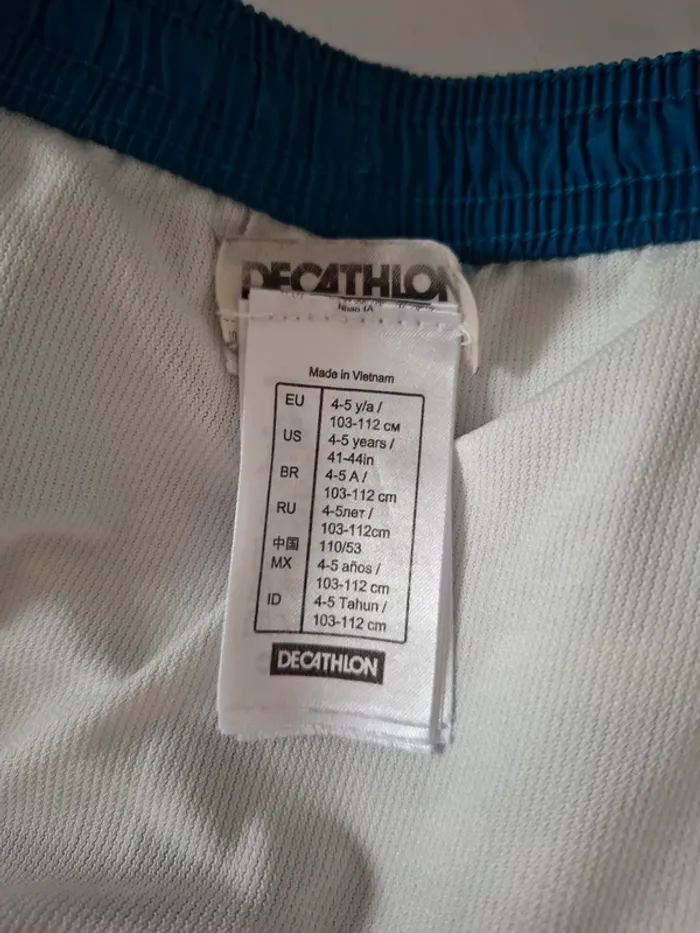 DECATHLON
Made in Vietnam
EU 4-5 y/a /
103-112 см
US 4-5 years /
41-44in
BR 4-5 A /
103-112 cm
RU 4-5лет /
103-112cm
中国 110/53
MX 4-5 años /
103-112 cm
ID 4-5 Tahun /
103-112 cm
DECATHLON